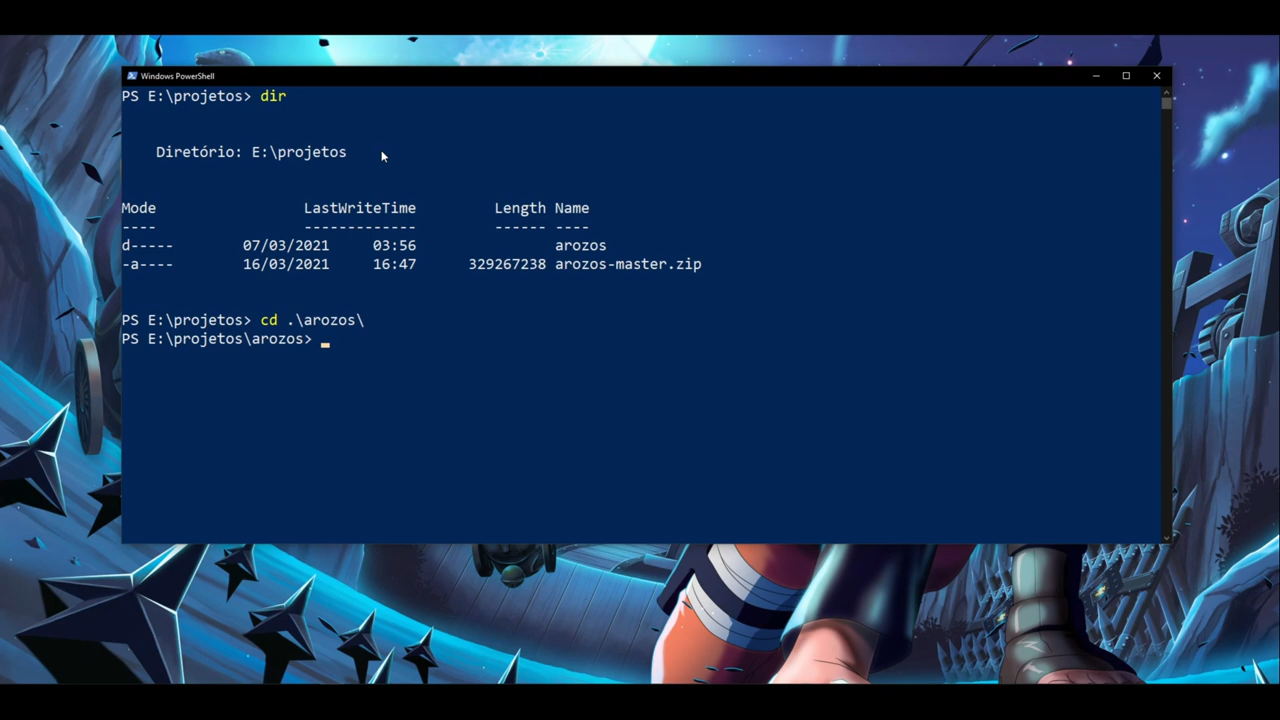 Windows PowerShell
PS E:\projetos> dir
Diretório: E:\projetos
Mode LastWriteTime Length Name
---- ------------- ------ ----
d----- 07/03/2021 03:56 arozos
-a---- 16/03/2021 16:47 329267238 arozos-master.zip
PS E:\projetos> cd .\arozos\
PS E:\projetos\arozos>